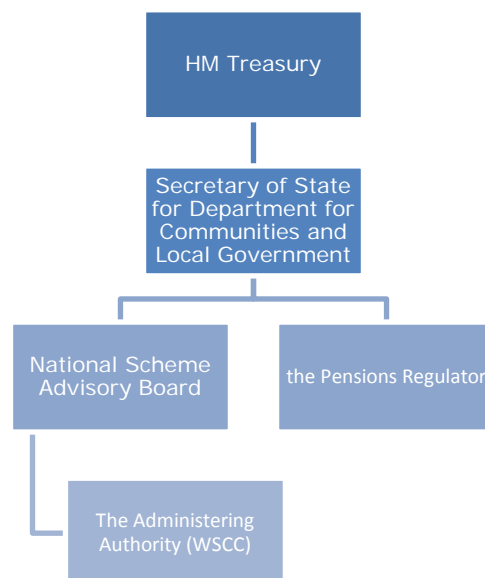 HM Treasury
Secretary of State
for Department for
Communities and
Local Government
National Scheme
Advisory Board
the Pensions Regulator
The Administering
Authority (WSCC)